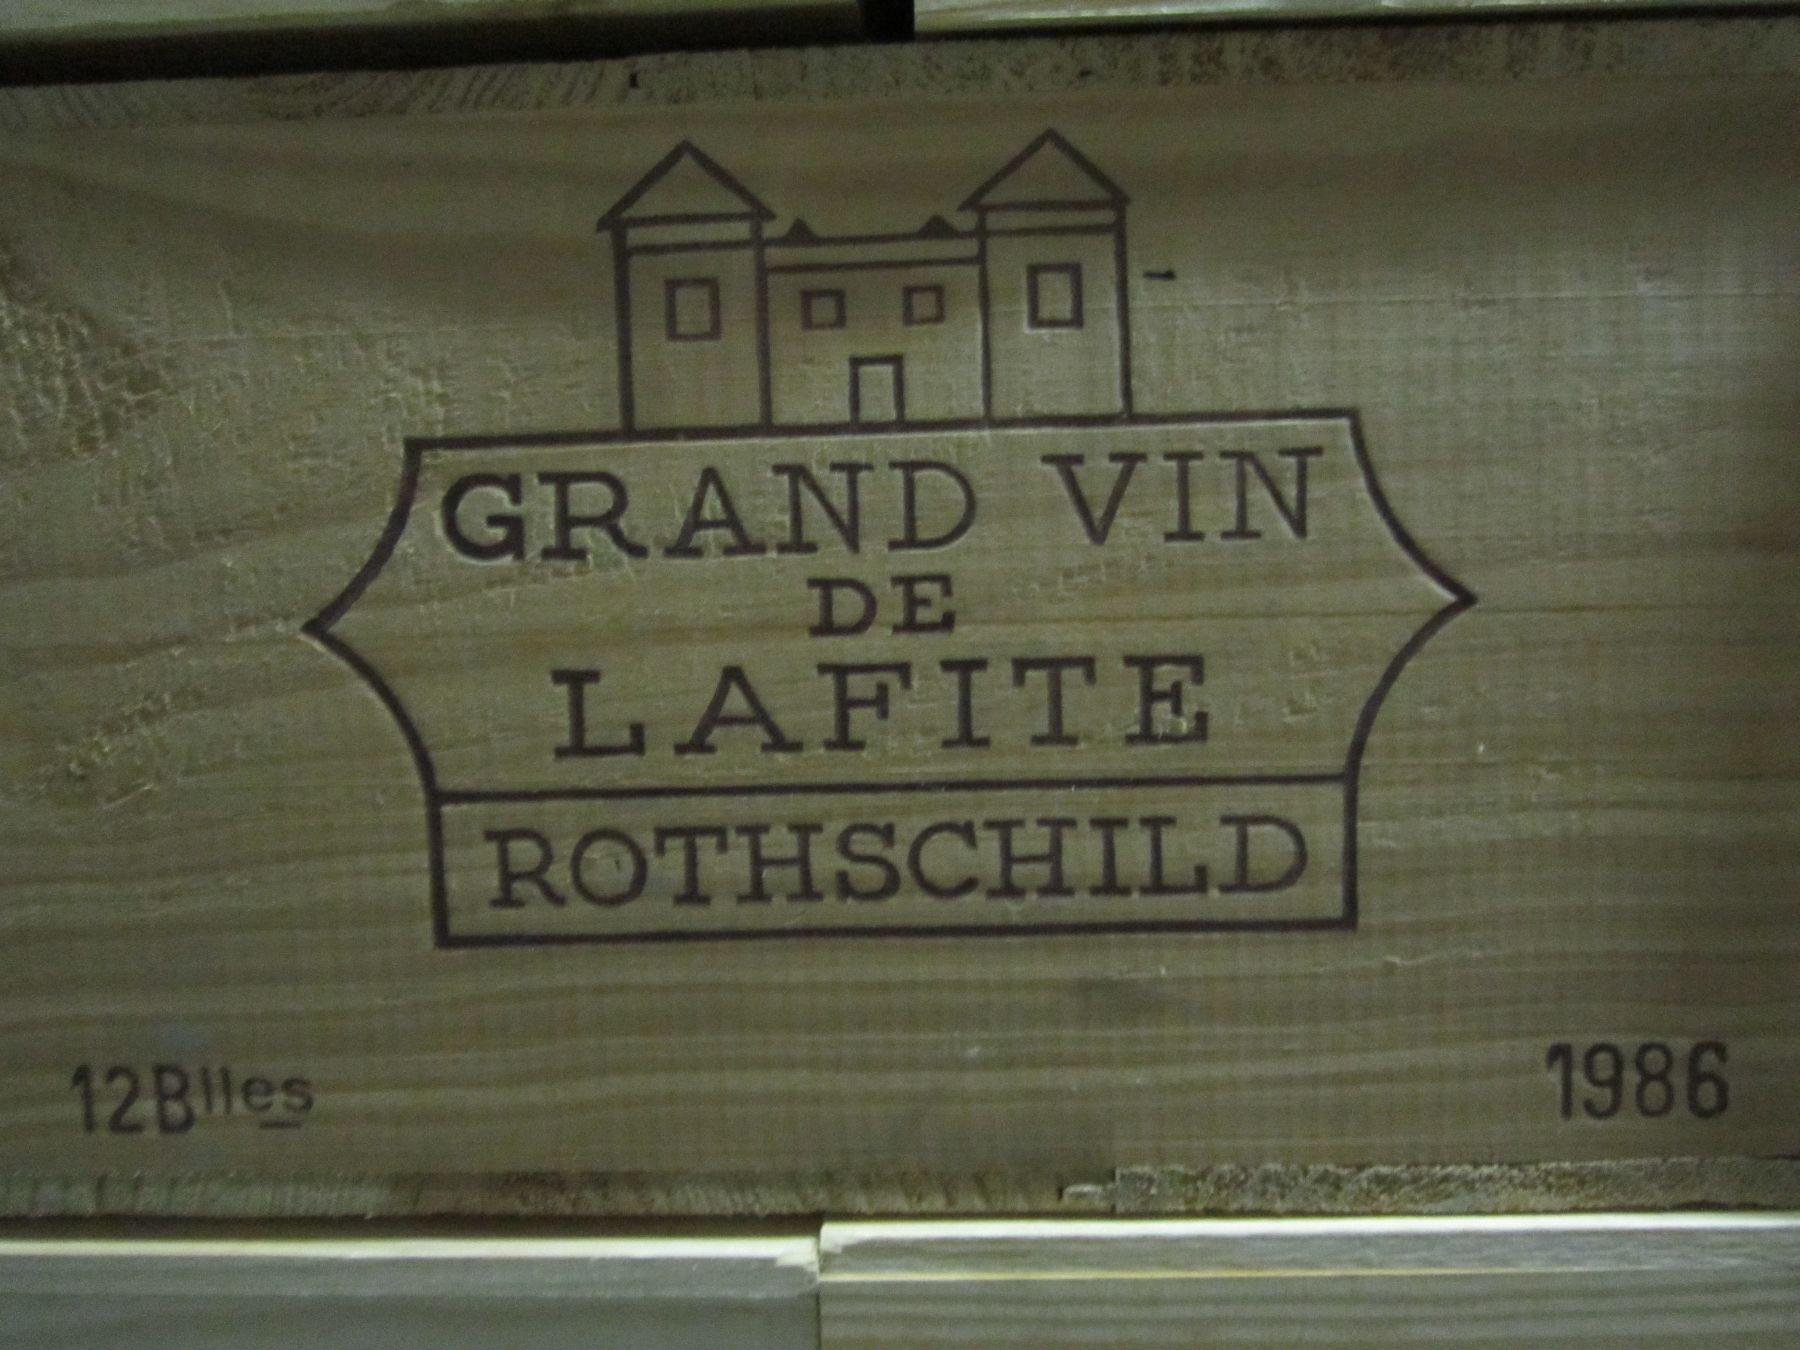 GRAND VIN
DE
LAFITE
ROTHSCHILD
12Blles 1986